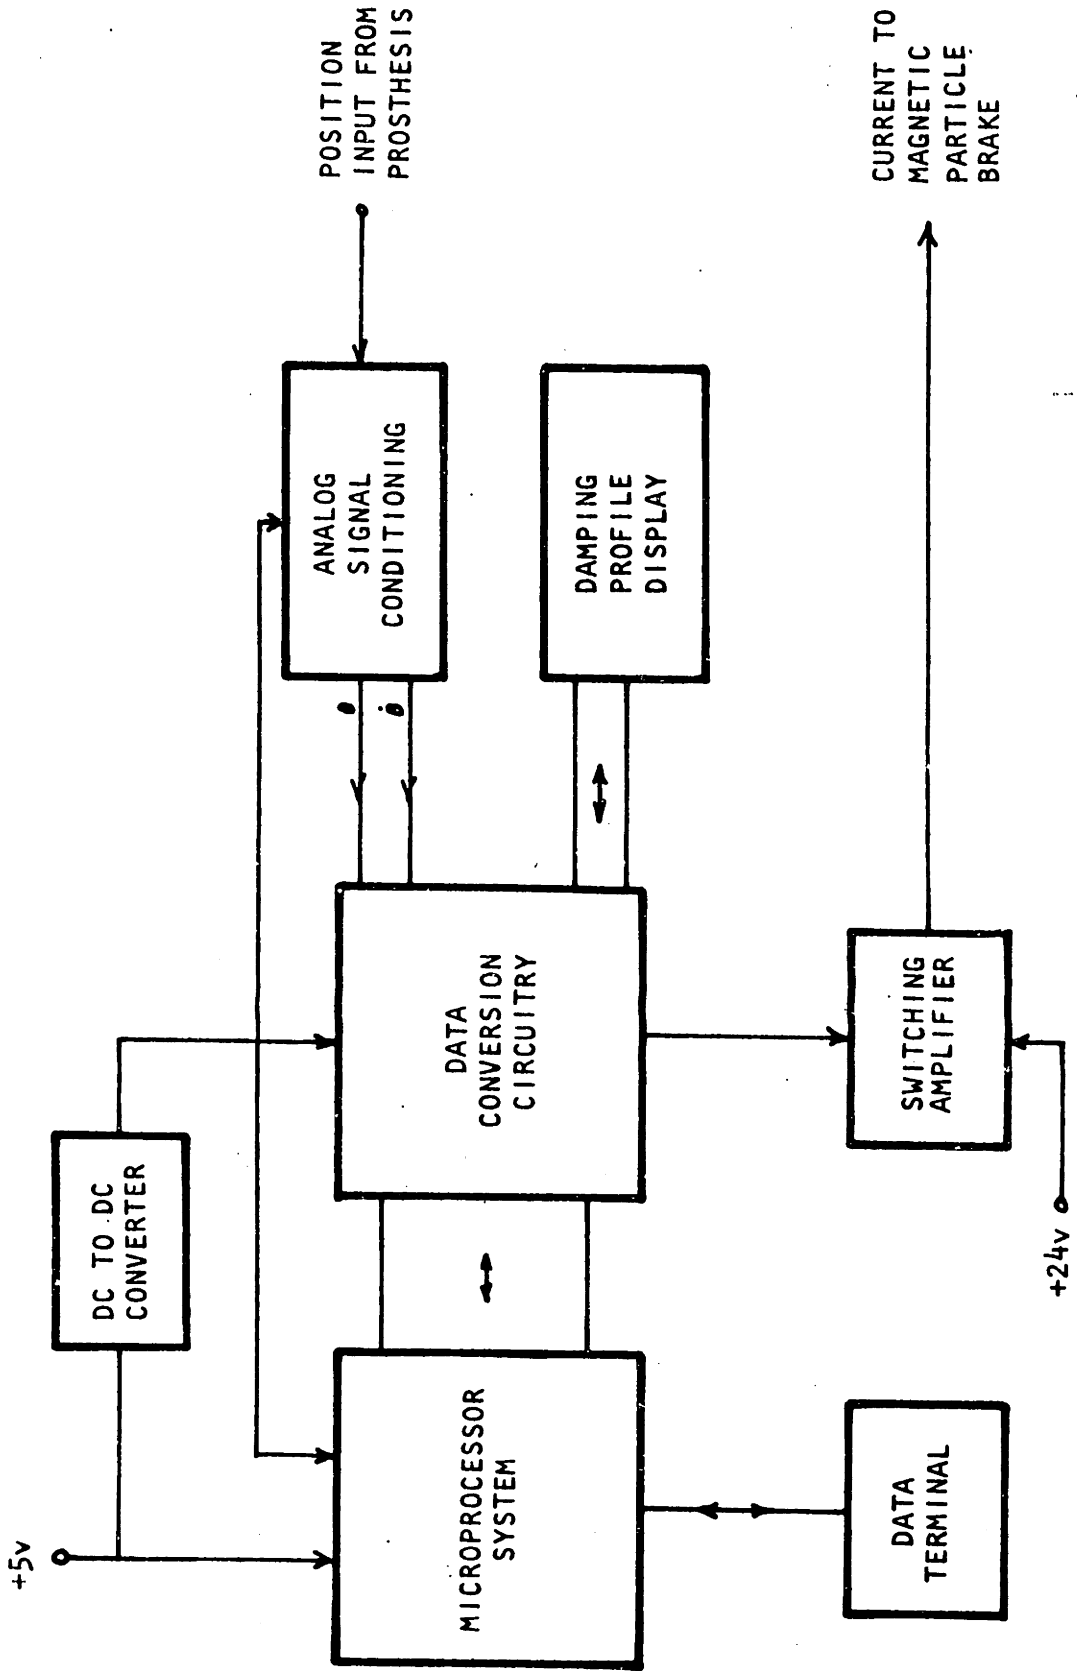 +5v
DC TO DC
CONVERTER
POSITION
INPUT FROM
PROSTHESIS
ANALOG
SIGNAL
CONDITIONING
θ
θ̇
MICROPROCESSOR
SYSTEM
DATA
CONVERSION
CIRCUITRY
DAMPING
PROFILE
DISPLAY
DATA
TERMINAL
SWITCHING
AMPLIFIER
+24v
CURRENT TO
MAGNETIC
PARTICLE
BRAKE